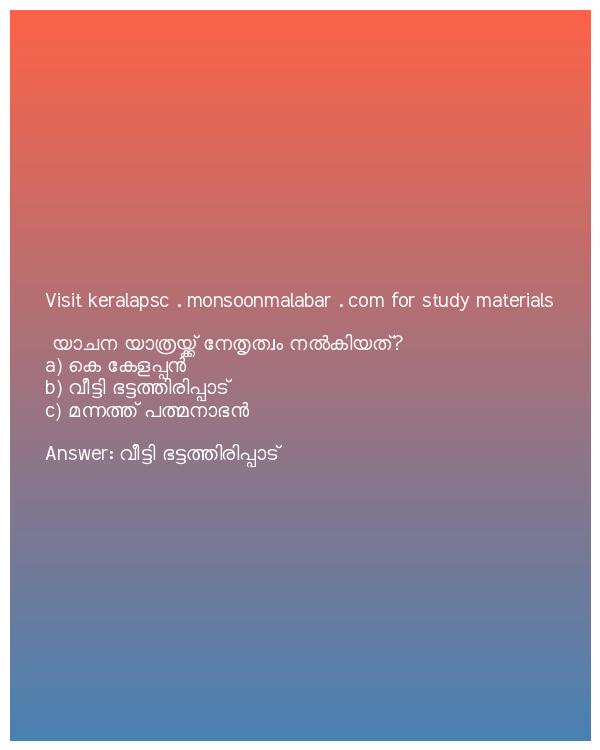 Visit keralapsc . monsoonmalabar . com for study materials
യാചന യാത്രയ്ക്ക് നേതൃത്വം നൽകിയത്?
a) കെ കേളപ്പൻ
b) വീട്ടി ഭട്ടത്തിരിപ്പാട്
c) മന്നത്ത് പത്മനാഭൻ
Answer: വീട്ടി ഭട്ടത്തിരിപ്പാട്